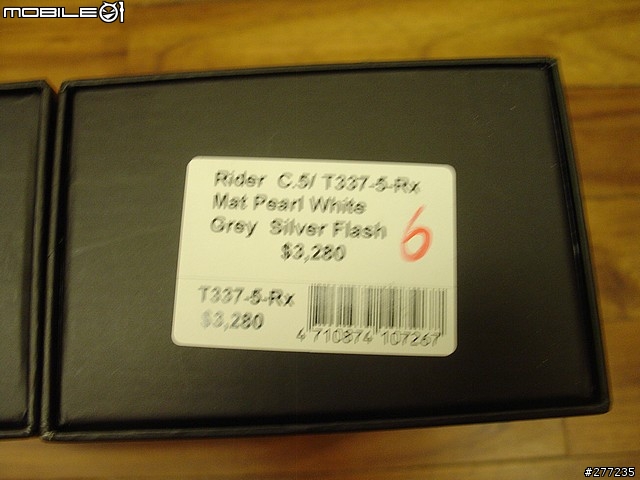 MOBILE01
Rider C.5/ T337-5-Rx
Mat Pearl White
Grey Silver Flash
$3,280
6
T337-5-Rx
$3,280
4 710874 107267
#277235